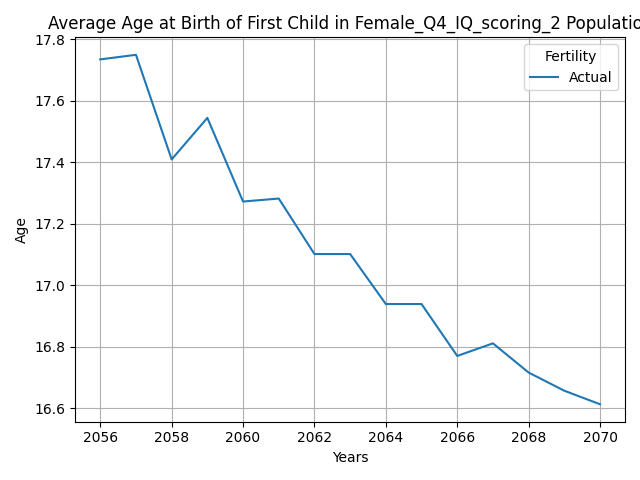 Average Age at Birth of First Child in Female_Q4_IQ_scoring_2 Populatio
17.8
17.6
17.4
17.2
17.0
16.8
16.6
Age
Fertility
Actual
2056 2058 2060 2062 2064 2066 2068 2070
Years